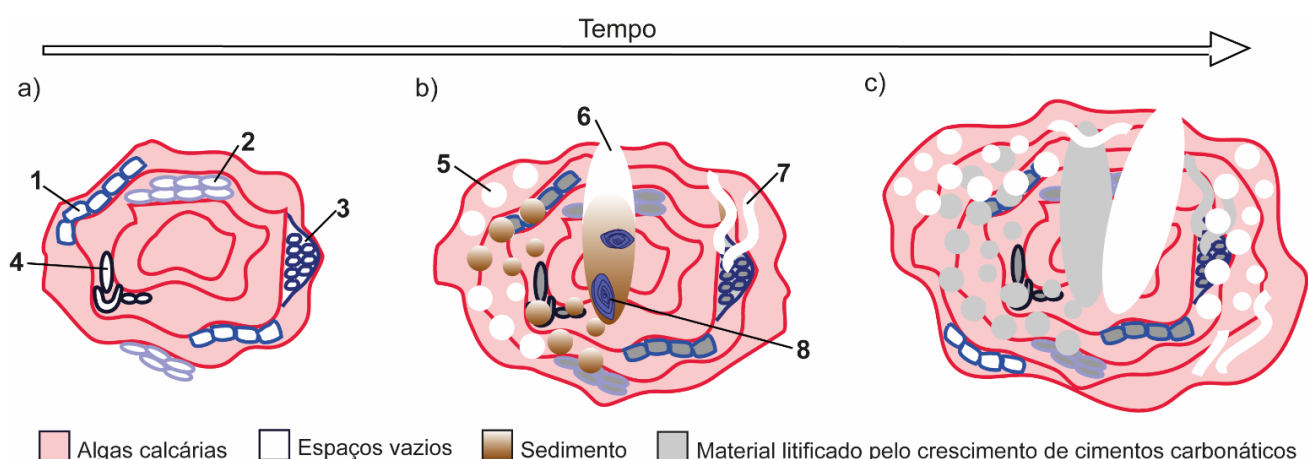 Tempo
a)
b)
c)
1
2
3
4
5
6
7
8
Algas calcárias
Espaços vazios
Sedimento
Material litificado pelo crescimento de cimentos carbonáticos